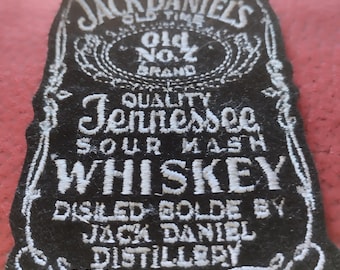 JACK DANIEL'S
OLD TIME
Old
No. 7
BRAND
QUALITY
Tennessee
SOUR MASH
WHISKEY
DISILED BOLDE BY
JACK DANIEL
DISTILLERY